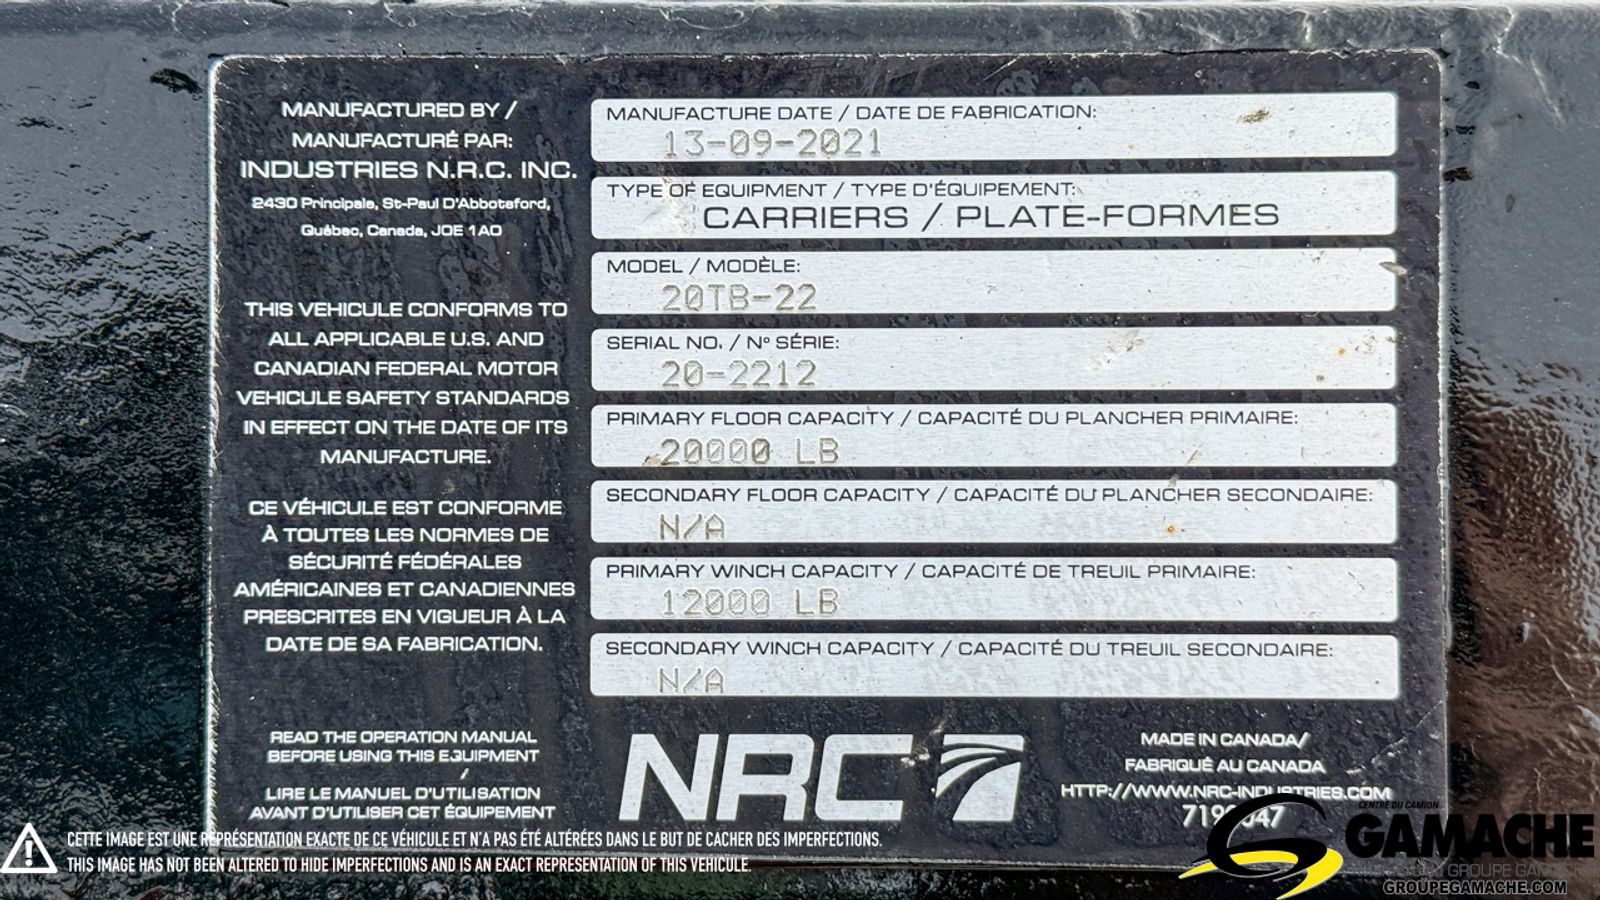 MANUFACTURED BY /
MANUFACTURÉ PAR:
INDUSTRIES N.R.C. INC.
2430 Principale, St-Paul D'Abbotsford,
Québec, Canada, JOE 1AO
THIS VEHICULE CONFORMS TO
ALL APPLICABLE U.S. AND
CANADIAN FEDERAL MOTOR
VEHICULE SAFETY STANDARDS
IN EFFECT ON THE DATE OF ITS
MANUFACTURE.
CE VÉHICULE EST CONFORME
À TOUTES LES NORMES DE
SÉCURITÉ FÉDÉRALES
AMÉRICAINES ET CANADIENNES
PRESCRITES EN VIGUEUR À LA
DATE DE SA FABRICATION.
READ THE OPERATION MANUAL
BEFORE USING THIS EQUIPMENT
/
LIRE LE MANUEL D'UTILISATION
AVANT D'UTILISER CET ÉQUIPEMENT
MANUFACTURE DATE / DATE DE FABRICATION:
13-09-2021
TYPE OF EQUIPMENT / TYPE D'ÉQUIPEMENT:
CARRIERS / PLATE-FORMES
MODEL / MODÈLE:
20TB-22
SERIAL NO. / Nº SÉRIE:
20-2212
PRIMARY FLOOR CAPACITY / CAPACITÉ DU PLANCHER PRIMAIRE:
20000 LB
SECONDARY FLOOR CAPACITY / CAPACITÉ DU PLANCHER SECONDAIRE:
N/A
PRIMARY WINCH CAPACITY / CAPACITÉ DE TREUIL PRIMAIRE:
12000 LB
SECONDARY WINCH CAPACITY / CAPACITÉ DU TREUIL SECONDAIRE:
N/A
NRC
MADE IN CANADA/
FABRIQUÉ AU CANADA
HTTP://WWW.NRC-INDUSTRIES.COM
CETTE IMAGE EST UNE REPRÉSENTATION EXACTE DE CE VÉHICULE ET N'A PAS ÉTÉ ALTÉRÉES DANS LE BUT DE CACHER DES IMPERFECTIONS.
THIS IMAGE HAS NOT BEEN ALTERED TO HIDE IMPERFECTIONS AND IS AN EXACT REPRESENTATION OF THIS VEHICULE.
CENTRE DU CAMION
GAMACHE
GROUPE GAMACHE
GROUPEGAMACHE.COM